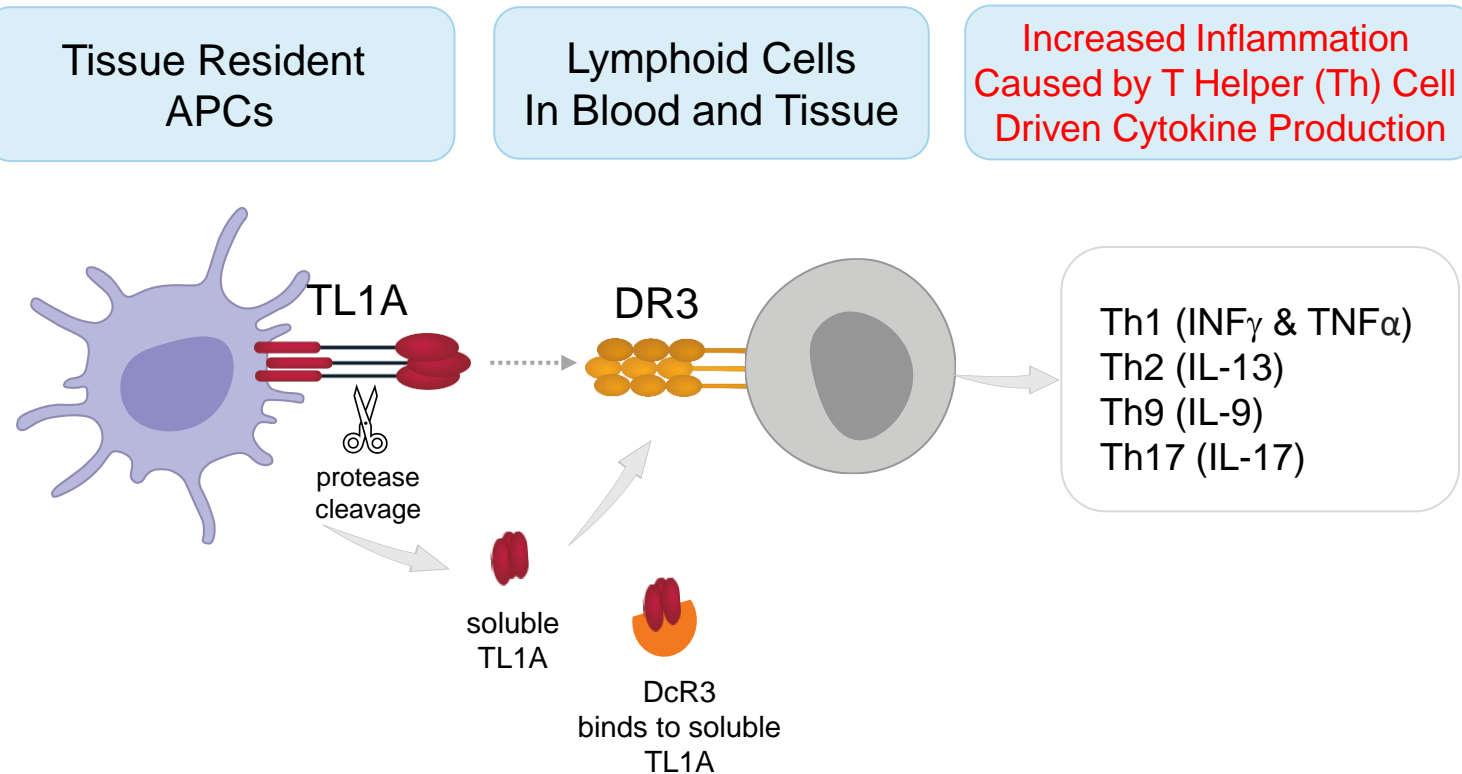 Tissue Resident
APCs
Lymphoid Cells
In Blood and Tissue
Increased Inflammation
Caused by T Helper (Th) Cell
Driven Cytokine Production
TL1A
DR3
protease
cleavage
soluble
TL1A
DcR3
binds to soluble
TL1A
Th1 (INFγ & TNFα)
Th2 (IL-13)
Th9 (IL-9)
Th17 (IL-17)